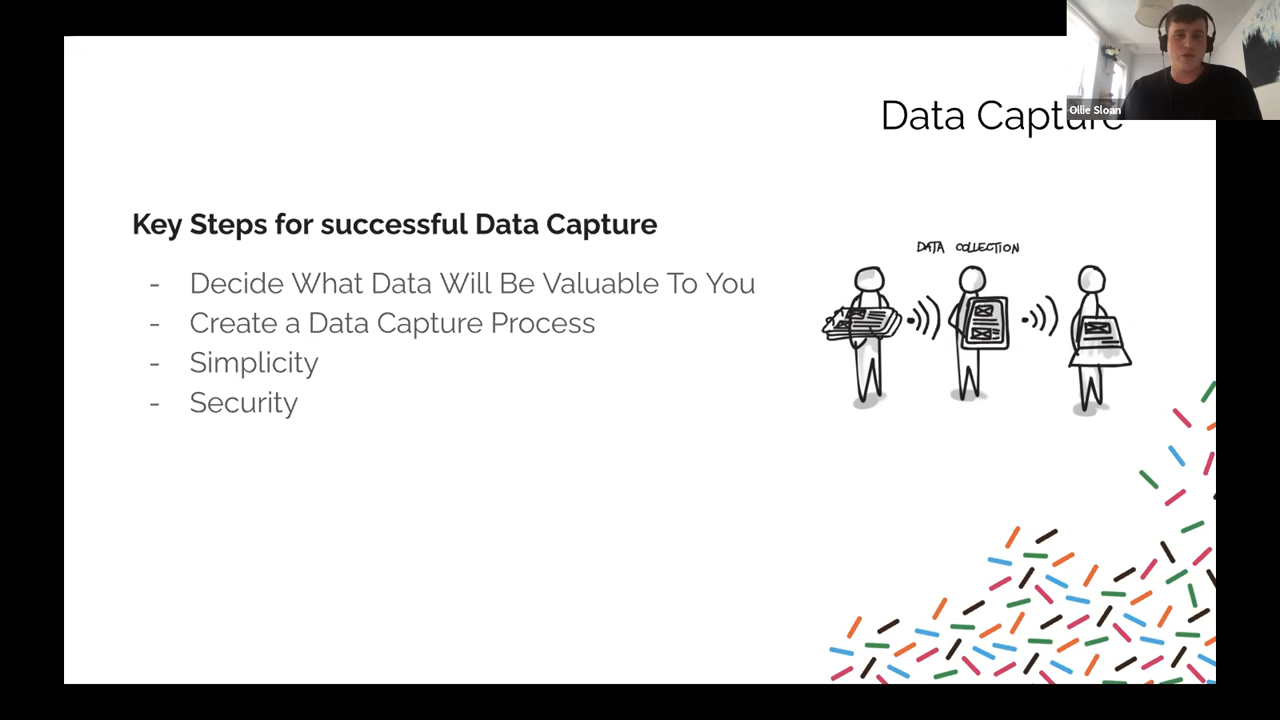 Ollie Sloan
Data Capture
Key Steps for successful Data Capture
- Decide What Data Will Be Valuable To You
- Create a Data Capture Process
- Simplicity
- Security
DATA COLLECTION